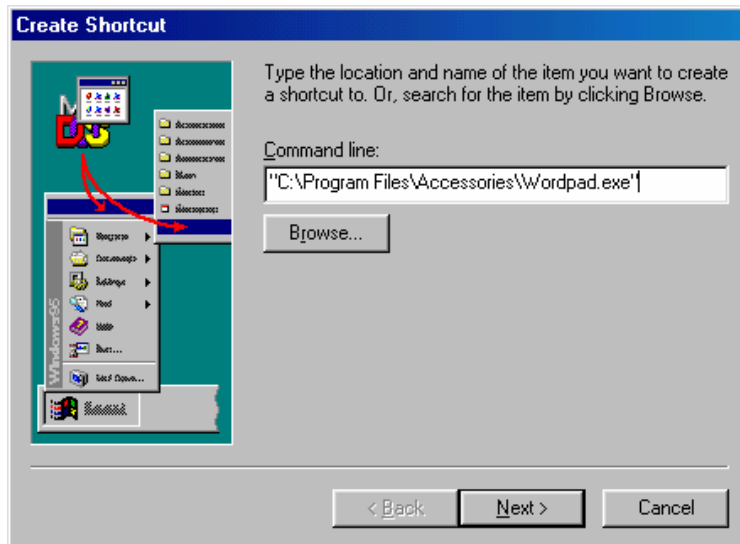 Create Shortcut
Type the location and name of the item you want to create
a shortcut to. Or, search for the item by clicking Browse.
Command line:
"C:\Program Files\Accessories\Wordpad.exe"
Browse...
Windows95
< Back
Next >
Cancel